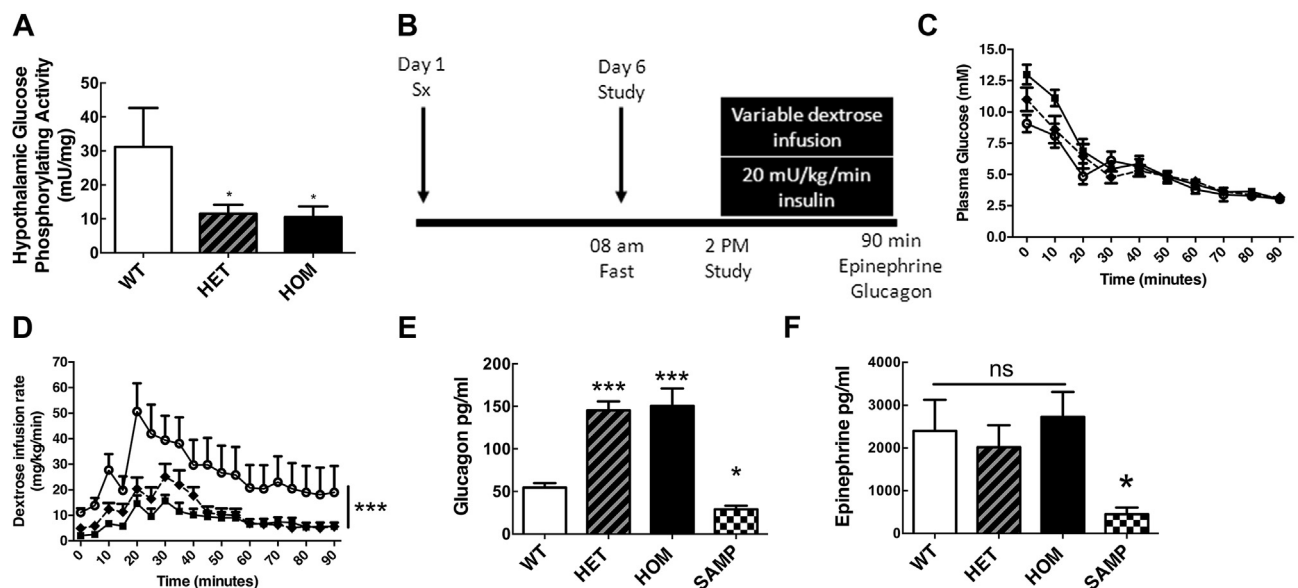 A
Hypothalamic Glucose
Phosphorylating Activity
(mU/mg)
50
40
30
20
10
0
*
*
WT
HET
HOM
B
Day 1
Sx
Day 6
Study
Variable dextrose
infusion
20 mU/kg/min
insulin
08 am
Fast
2 PM
Study
90 min
Epinephrine
Glucagon
C
Plasma Glucose (mM)
15.0
12.5
10.0
7.5
5.0
2.5
0.0
0
10
20
30
40
50
60
70
80
90
Time (minutes)
D
Dextrose infusion rate
(mg/kg/min)
70
60
50
40
30
20
10
0
***
0
10
20
30
40
50
60
70
80
90
Time (minutes)
E
Glucagon pg/ml
200
150
100
50
0
***
***
*
WT
HET
HOM
SAMP
F
Epinephrine pg/ml
4000
3000
2000
1000
0
ns
*
WT
HET
HOM
SAMP